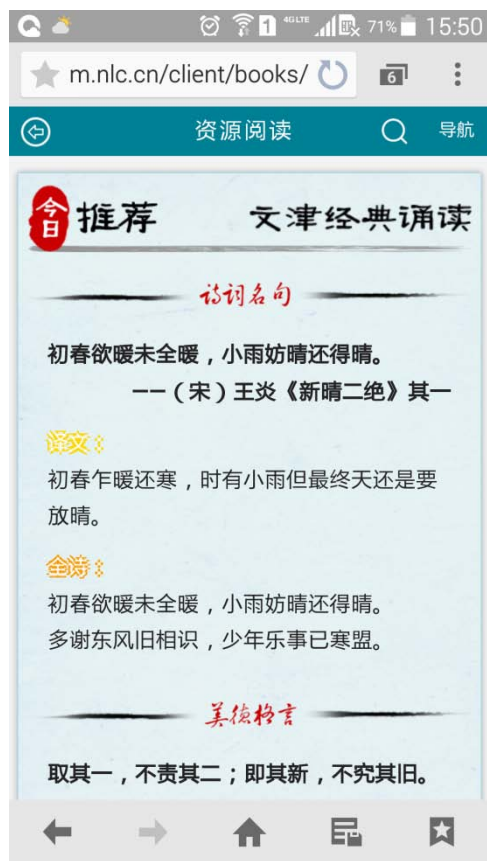 1 4G LTE 71% 15:50
m.nlc.cn/client/books/ 6
资源阅读 导航
今日推荐 文津经典诵读
诗词名句
初春欲暖未全暖，小雨妨晴还得晴。
——（宋）王炎《新晴二绝》其一
译文：
初春乍暖还寒，时有小雨但最终天还是要
放晴。
全诗：
初春欲暖未全暖，小雨妨晴还得晴。
多谢东风旧相识，少年乐事已寒盟。
美德格言
取其一，不责其二；即其新，不究其旧。